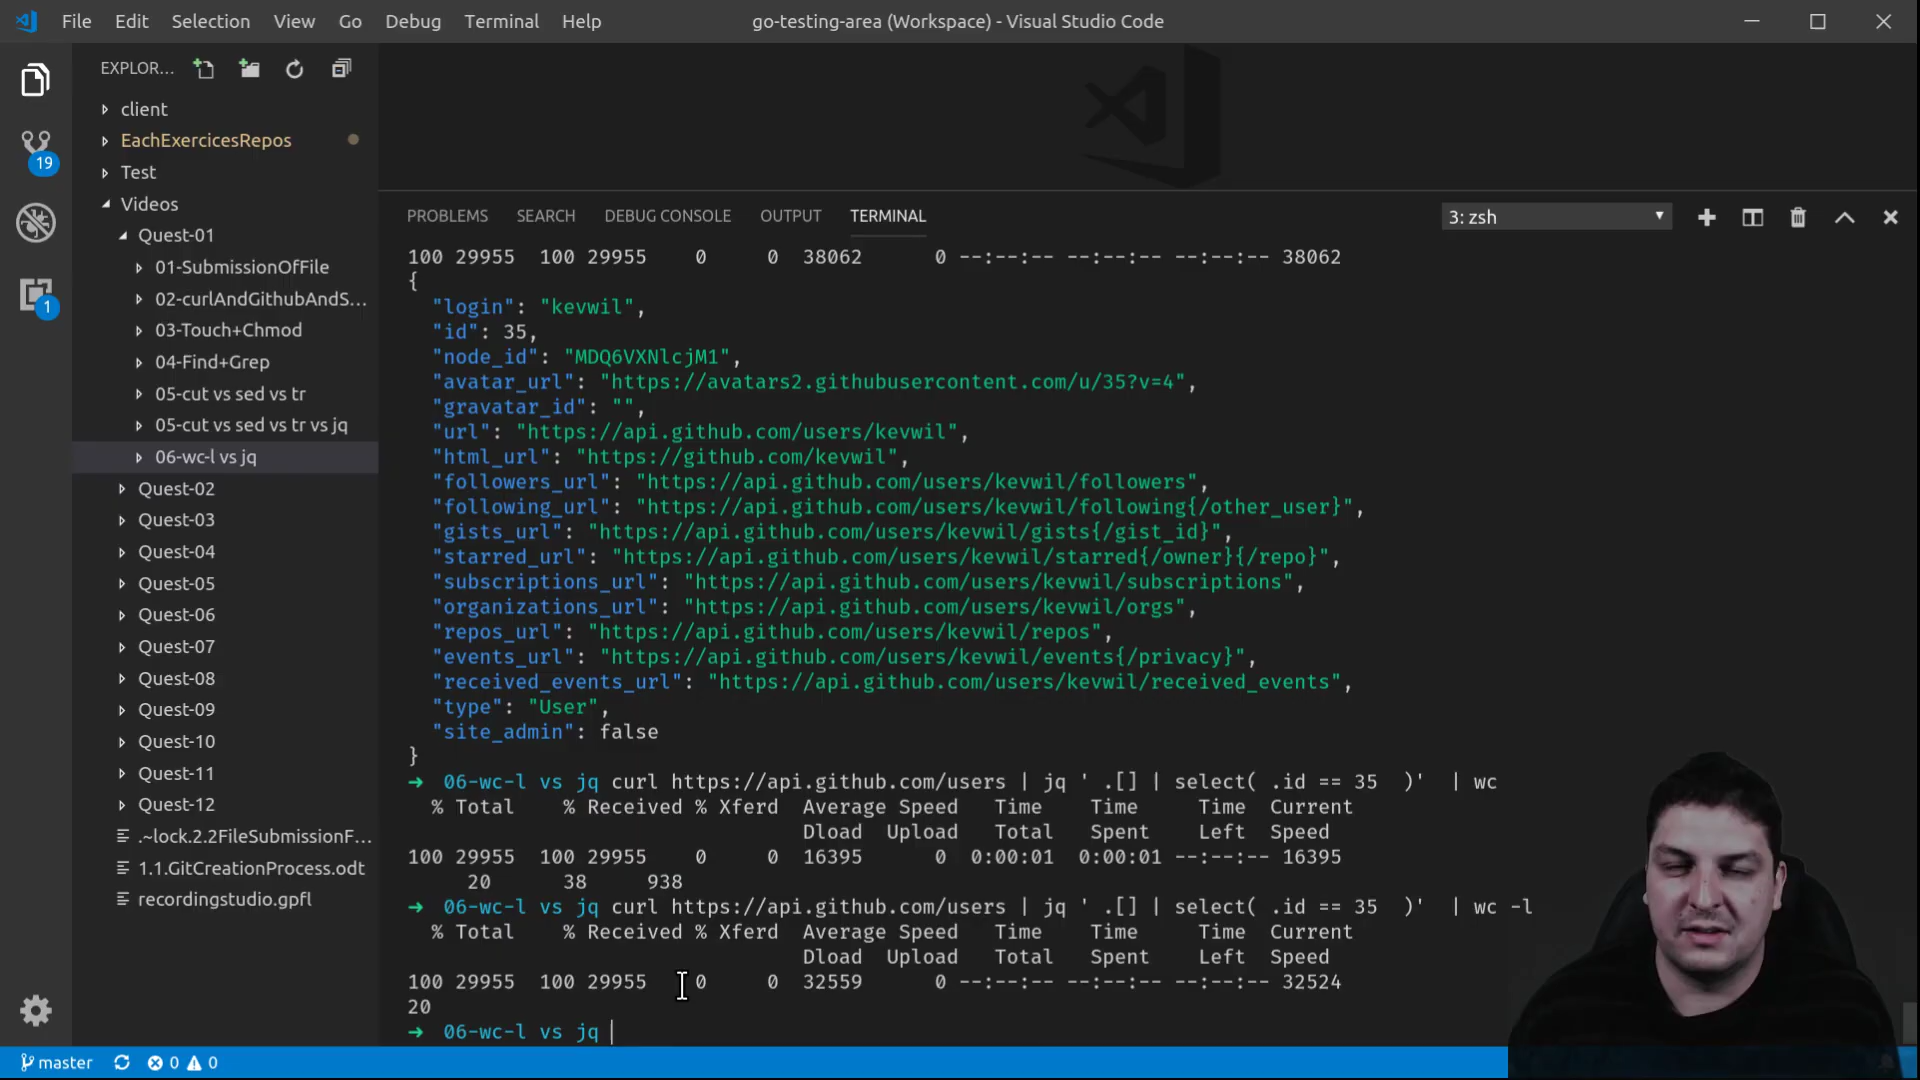 File Edit Selection View Go Debug Terminal Help
go-testing-area (Workspace) - Visual Studio Code
EXPLOR...
client
EachExercicesRepos
Test
Videos
Quest-01
01-SubmissionOfFile
02-curlAndGithubAndS...
03-Touch+Chmod
04-Find+Grep
05-cut vs sed vs tr
05-cut vs sed vs tr vs jq
06-wc-l vs jq
Quest-02
Quest-03
Quest-04
Quest-05
Quest-06
Quest-07
Quest-08
Quest-09
Quest-10
Quest-11
Quest-12
.~lock.2.2FileSubmissionF...
1.1.GitCreationProcess.odt
recordingstudio.gpfl
19
1
PROBLEMS SEARCH DEBUG CONSOLE OUTPUT TERMINAL
3: zsh
100 29955 100 29955 0 0 38062 0 --:--:-- --:--:-- --:--:-- 38062
{
"login": "kevwil",
"id": 35,
"node_id": "MDQ6VXNlcjM1",
"avatar_url": "https://avatars2.githubusercontent.com/u/35?v=4",
"gravatar_id": "",
"url": "https://api.github.com/users/kevwil",
"html_url": "https://github.com/kevwil",
"followers_url": "https://api.github.com/users/kevwil/followers",
"following_url": "https://api.github.com/users/kevwil/following{/other_user}",
"gists_url": "https://api.github.com/users/kevwil/gists{/gist_id}",
"starred_url": "https://api.github.com/users/kevwil/starred{/owner}{/repo}",
"subscriptions_url": "https://api.github.com/users/kevwil/subscriptions",
"organizations_url": "https://api.github.com/users/kevwil/orgs",
"repos_url": "https://api.github.com/users/kevwil/repos",
"events_url": "https://api.github.com/users/kevwil/events{/privacy}",
"received_events_url": "https://api.github.com/users/kevwil/received_events",
"type": "User",
"site_admin": false
}
➜ 06-wc-l vs jq curl https://api.github.com/users | jq ' .[] | select( .id == 35 )' | wc
% Total % Received % Xferd Average Speed Time Time Time Current
Dload Upload Total Spent Left Speed
100 29955 100 29955 0 0 16395 0 0:00:01 0:00:01 --:--:-- 16395
20 38 938
➜ 06-wc-l vs jq curl https://api.github.com/users | jq ' .[] | select( .id == 35 )' | wc -l
% Total % Received % Xferd Average Speed Time Time Time Current
Dload Upload Total Spent Left Speed
100 29955 100 29955 0 0 32559 0 --:--:-- --:--:-- --:--:-- 32524
20
➜ 06-wc-l vs jq
master 0 0